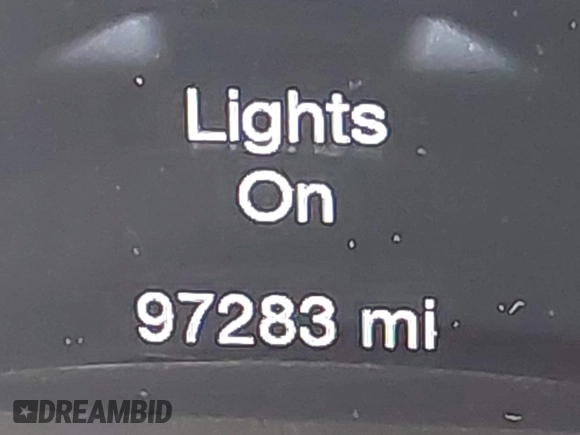 Lights
On
97283 mi
DREAMBID